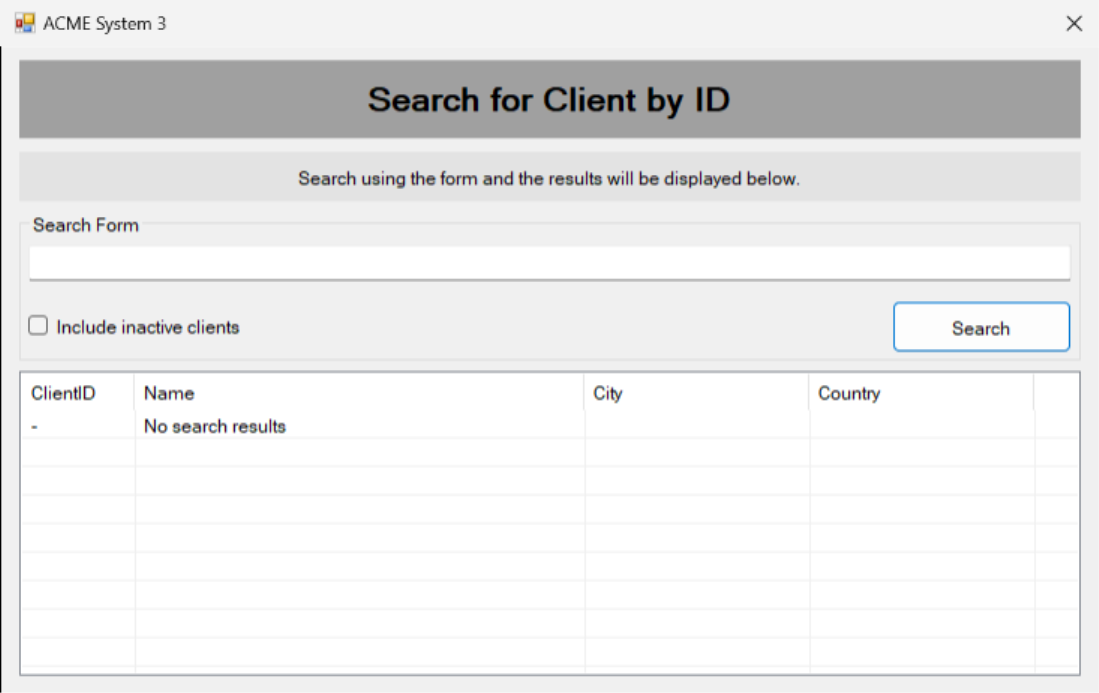 ACME System 3
Search for Client by ID
Search using the form and the results will be displayed below.
Search Form
Include inactive clients
Search
ClientID Name City Country
- No search results